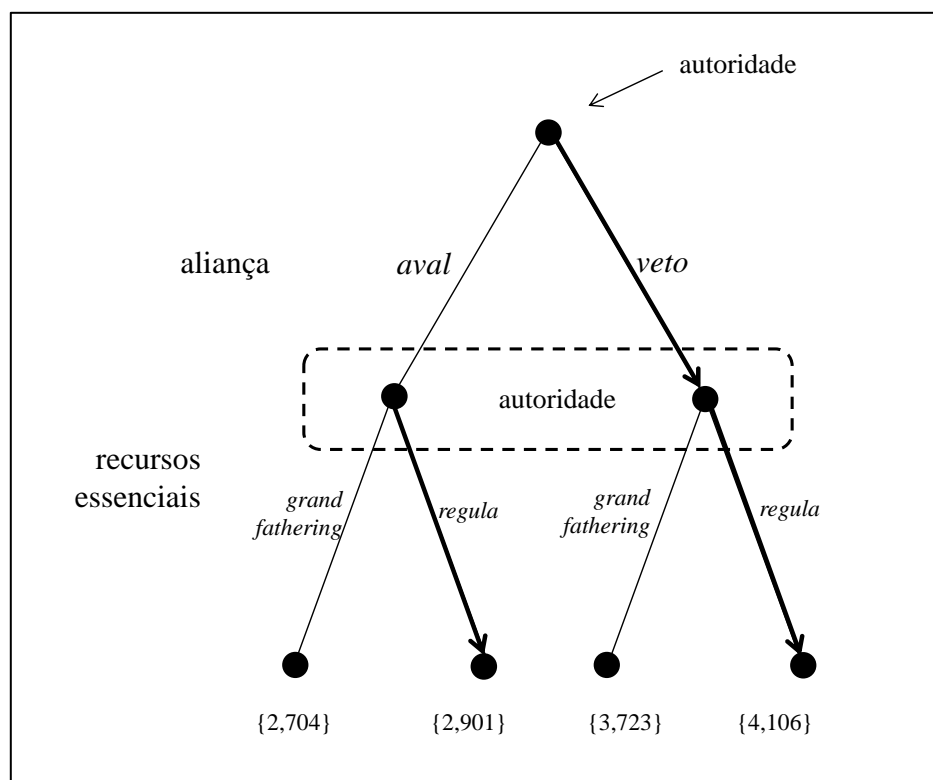 autoridade
aliança
aval
veto
autoridade
recursos
essenciais
grand
fathering
regula
grand
fathering
regula
{2,704}
{2,901}
{3,723}
{4,106}